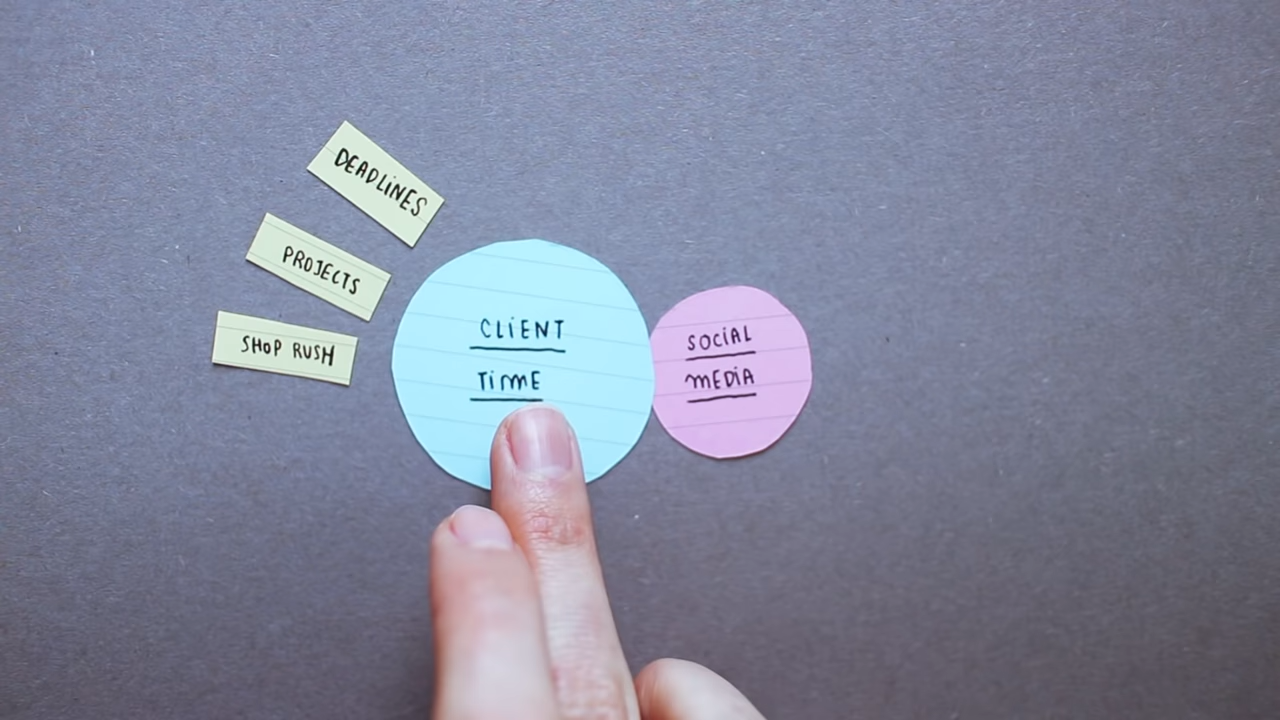 DEADLiNES
PROJECTS
SHOP RUSH
CLiENT
TiME
SOCiAL
MEDiA